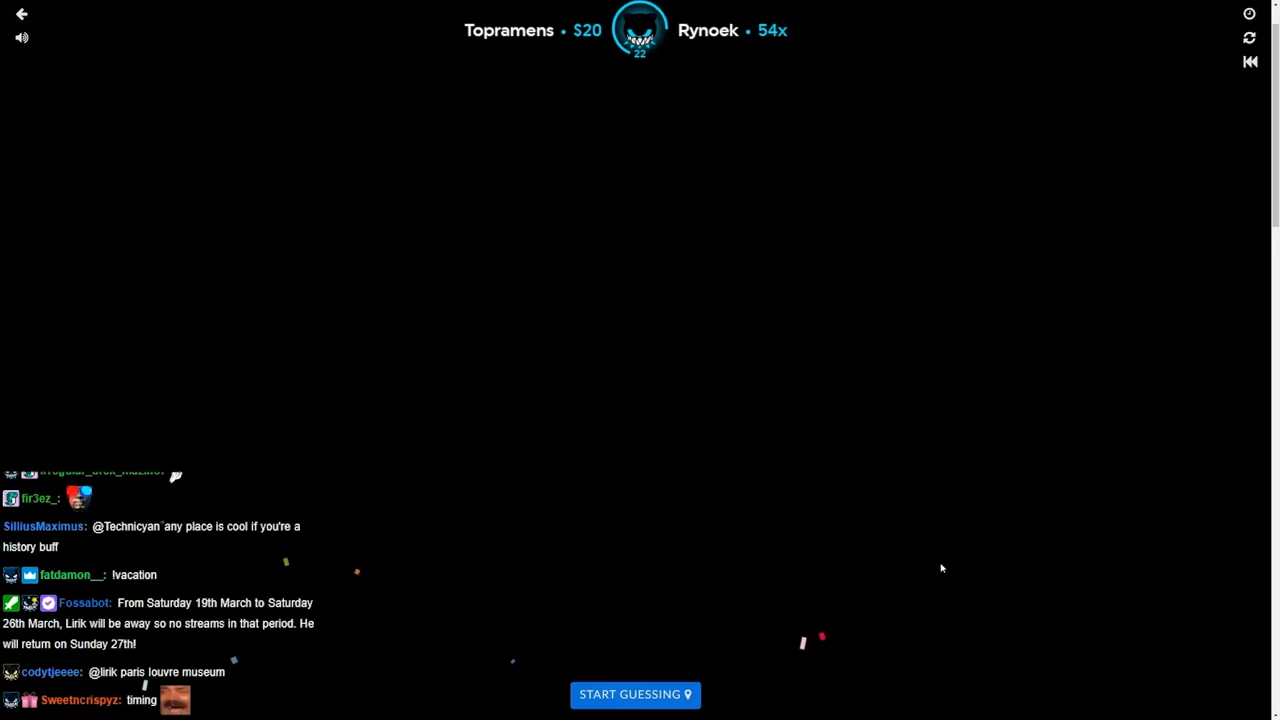 Topramens • $20 Rynoek • 54x
22
fir3ez_:
SilliusMaximus: @Technicyan any place is cool if you're a
history buff
fatdamon__: !vacation
Fossabot: From Saturday 19th March to Saturday
26th March, Lirik will be away so no streams in that period. He
will return on Sunday 27th!
codytjeeee: @lirik paris louvre museum
Sweetncrispyz: timing
START GUESSING